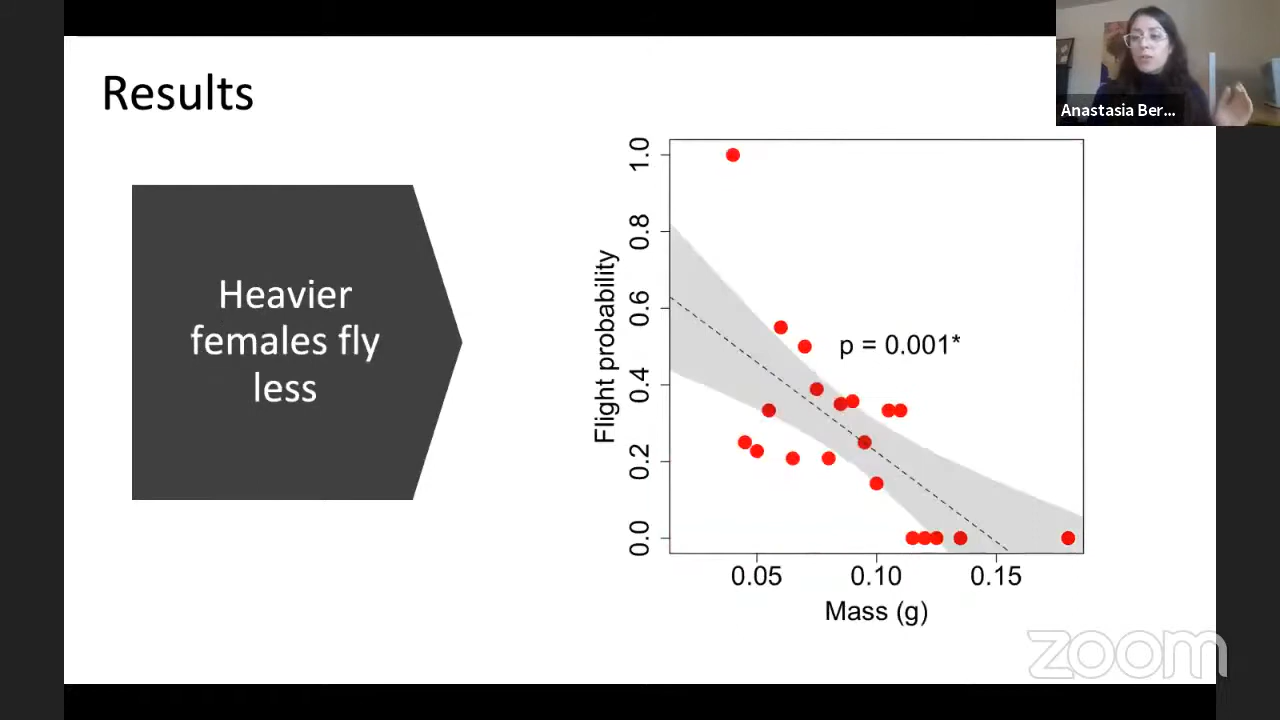 Results
Anastasia Ber...
Heavier
females fly
less
Flight probability
1.0
0.8
0.6
0.4
0.2
0.0
p = 0.001*
0.05 0.10 0.15
Mass (g)
zoom